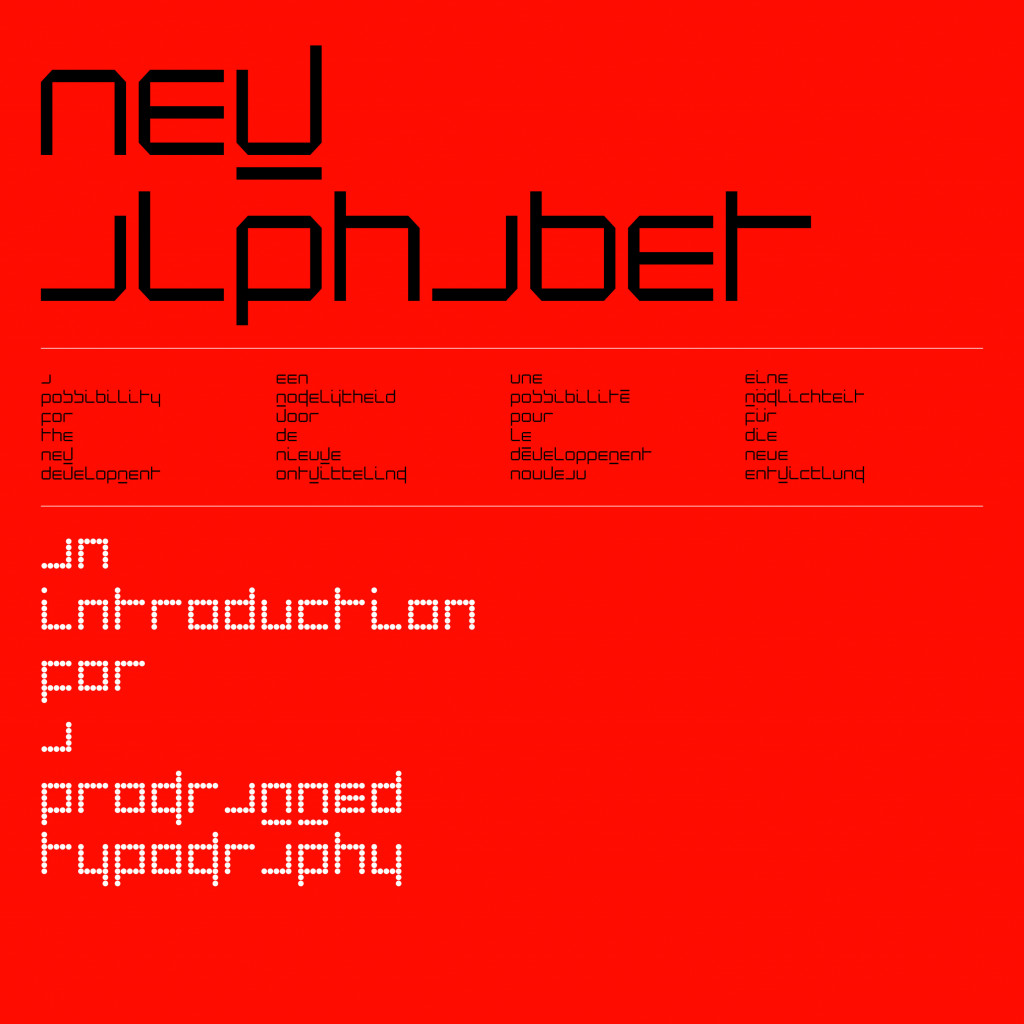 new
alphabet
a
possibility
for
the
new
development
een
mogelijkheid
voor
de
nieuwe
ontwikkeling
une
possibilité
pour
le
développement
nouveau
eine
möglichkeit
für
die
neue
entwicklung
an
introduction
for
a
programmed
typography